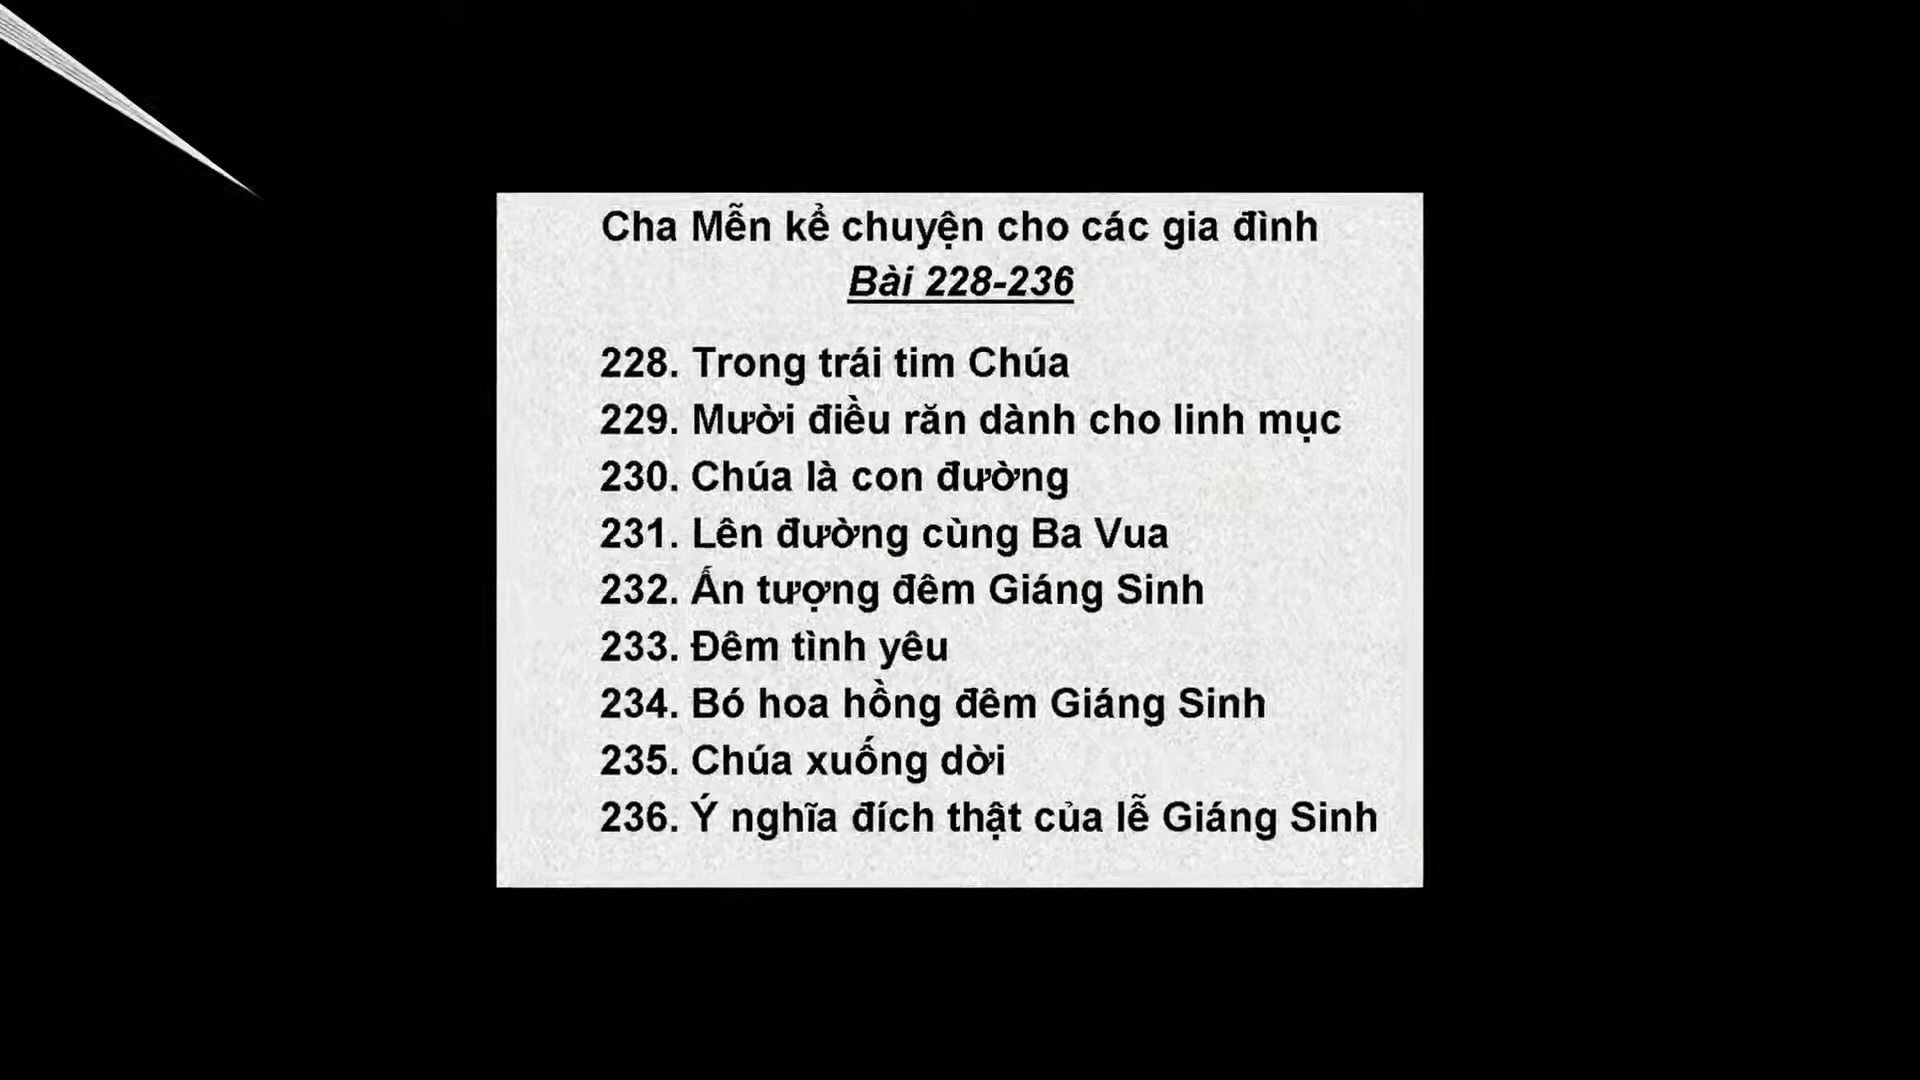 Cha Mễn kể chuyện cho các gia đình
Bài 228-236
228. Trong trái tim Chúa
229. Mười điều răn dành cho linh mục
230. Chúa là con đường
231. Lên đường cùng Ba Vua
232. Ấn tượng đêm Giáng Sinh
233. Đêm tình yêu
234. Bó hoa hồng đêm Giáng Sinh
235. Chúa xuống dời
236. Ý nghĩa đích thật của lễ Giáng Sinh